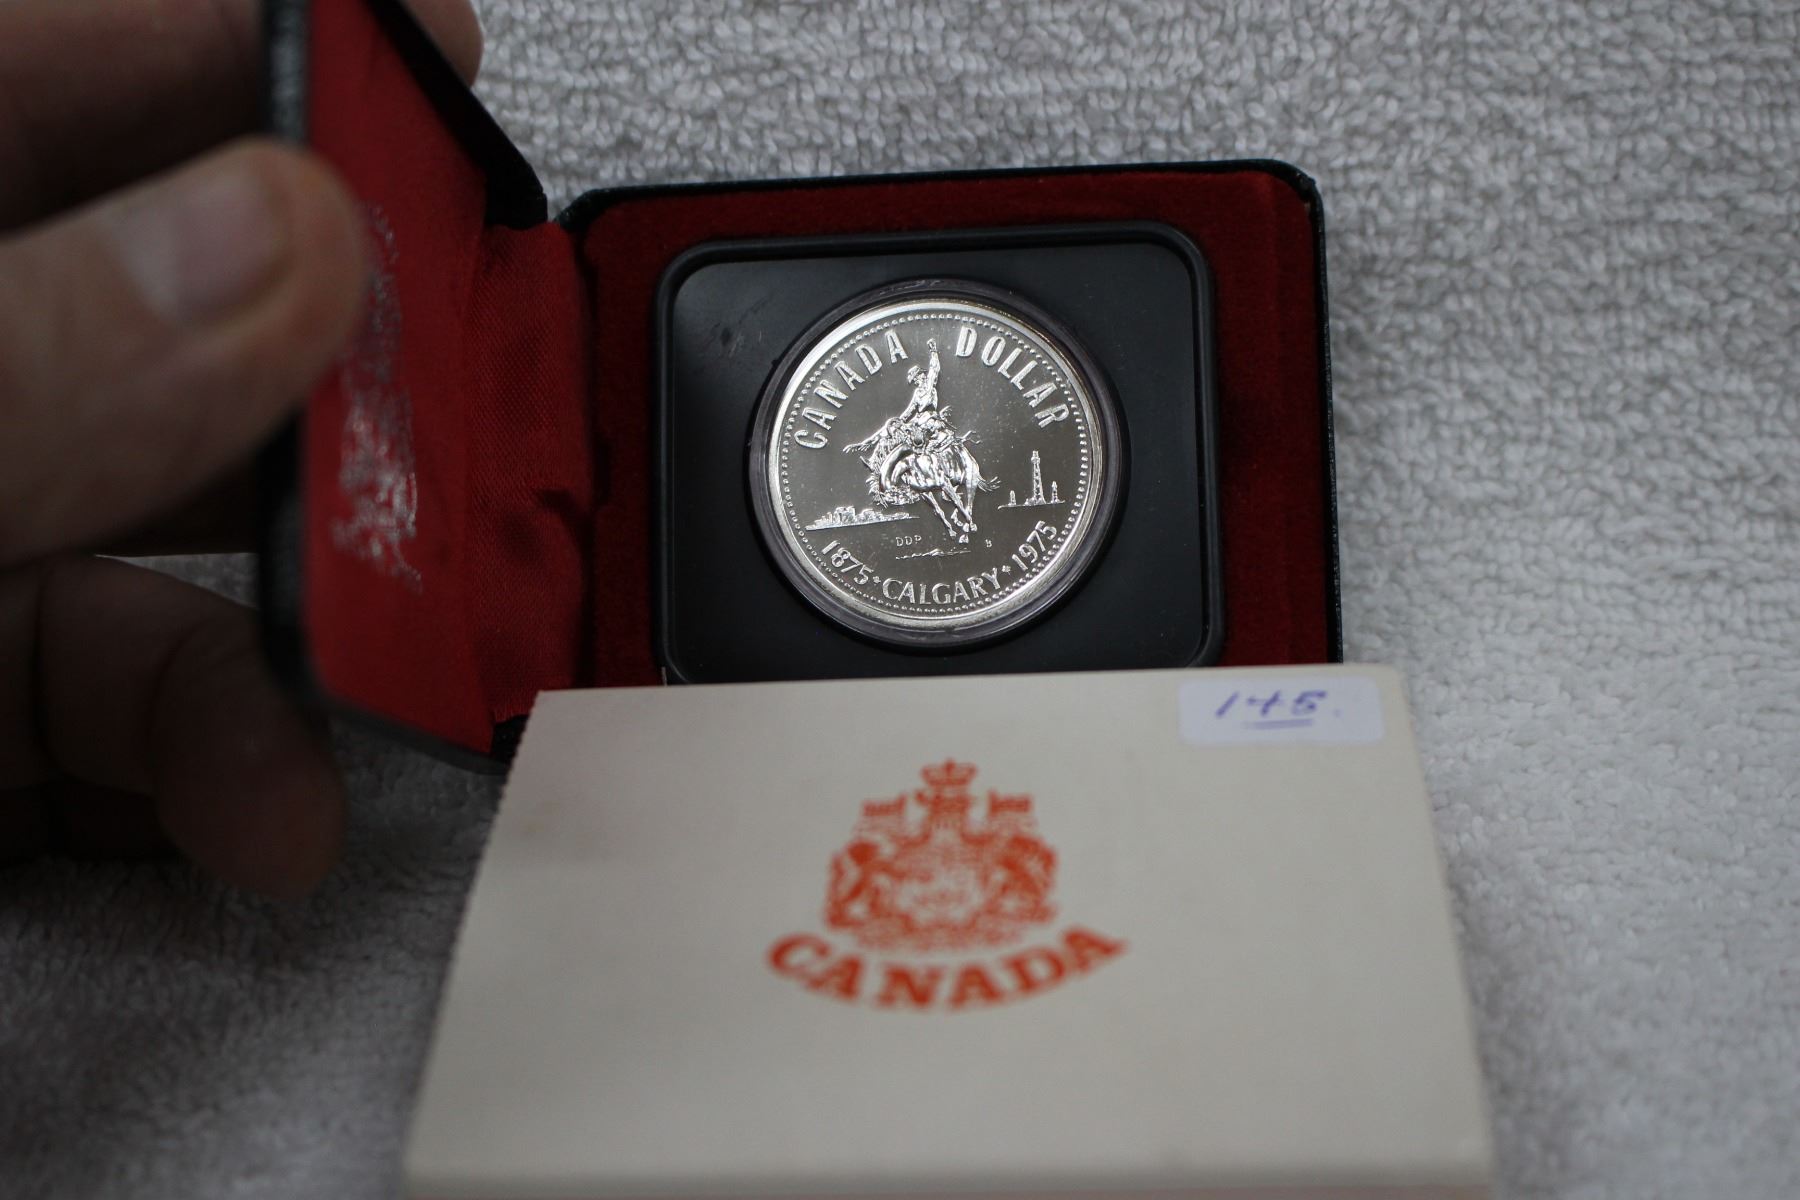 CANADA DOLLAR
DDP B
1875 • CALGARY • 1975
145.
CANADA